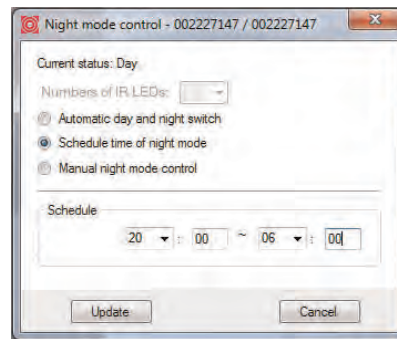 Night mode control - 002227147 / 002227147
Current status: Day
Numbers of IR LEDs:
Automatic day and night switch
Schedule time of night mode
Manual night mode control
Schedule
20 : 00 ~ 06 : 00
Update Cancel